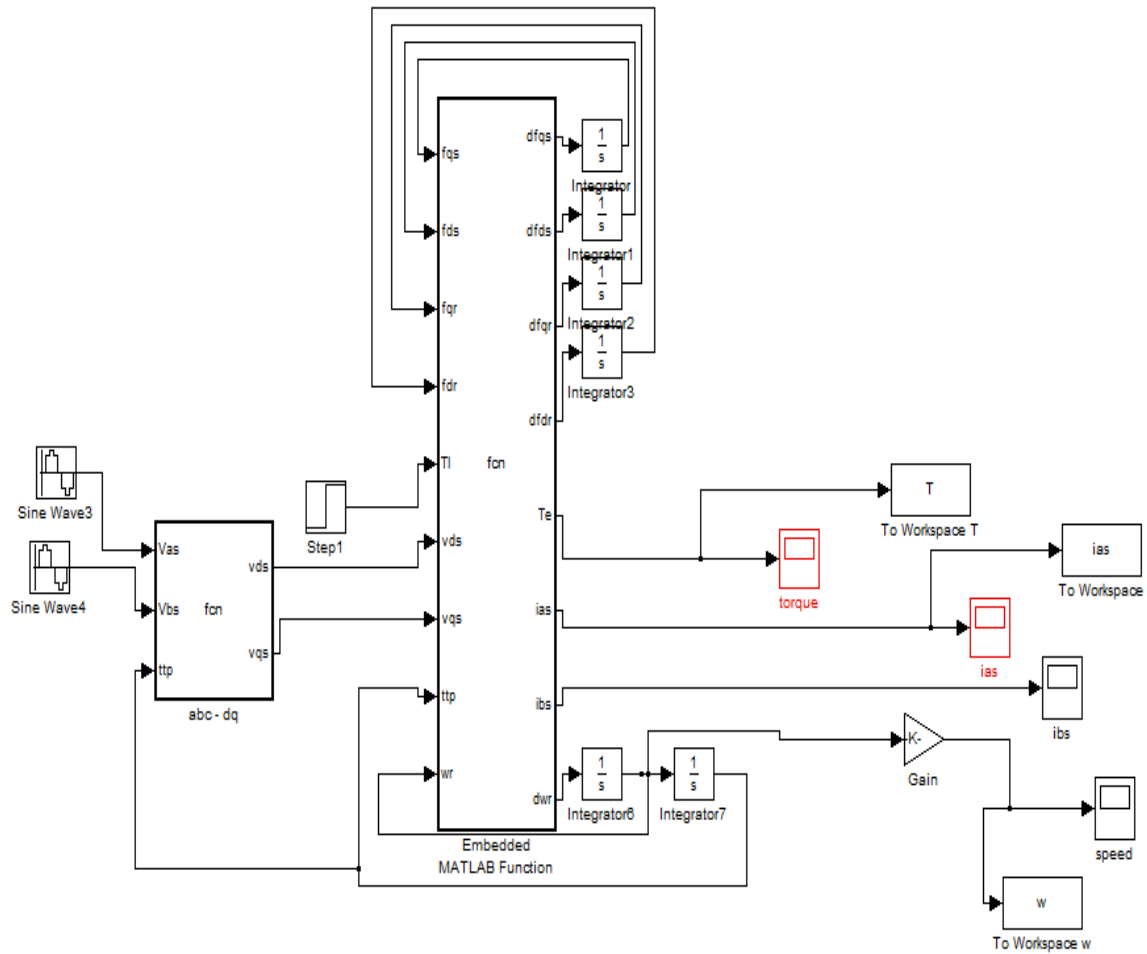 dfqs
1
s
fqs
Integrator
1
s
fds
dfds
Integrator1
1
s
fqr
dfqr
Integrator2
1
s
fdr
Integrator3
dfdr
Tl
fcn
T
To Workspace T
Sine Wave3
Step1
Te
torque
ias
To Workspace
Vas
vds
vds
Sine Wave4
Vbs
fcn
vqs
vqs
ias
ias
ttp
abc - dq
ttp
ibs
ibs
K-
Gain
wr
dwr
1
s
Integrator6
1
s
Integrator7
speed
Embedded
MATLAB Function
w
To Workspace w